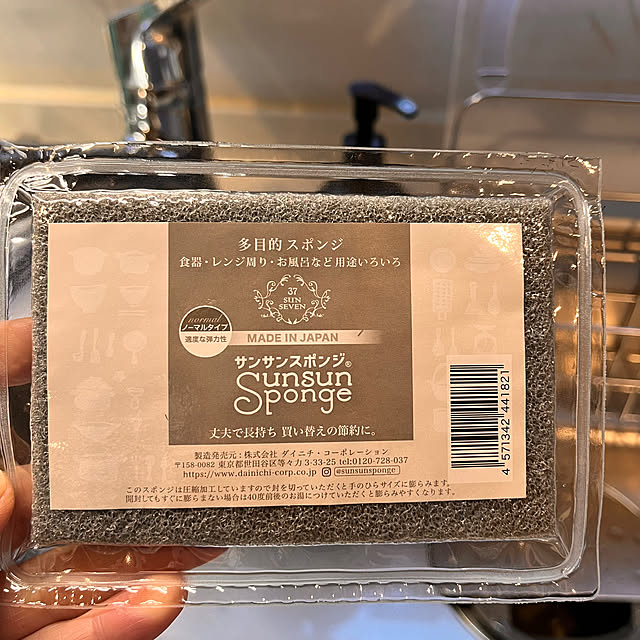 多目的 スポンジ
食器・レンジ周り・お風呂など 用途いろいろ
37
SUN
SEVEN
normal
ノーマルタイプ
適度な弾力性
MADE IN JAPAN
サンサンスポンジ®
Sunsun
Sponge
丈夫で長持ち 買い替えの節約に。
製造発売元:株式会社 ダイニチ・コーポレーション
〒158-0082 東京都世田谷区等々力 3-33-25 tel:0120-728-037
https://www.dainichi-corp.co.jp @sunsunsponge
このスポンジは圧縮加工していますので封を切っていただくと手のひらサイズに膨らみます。
開封してもすぐに膨らまない場合は40度前後のお湯につけていただくと膨らみやすくなります。
4 571342 441821